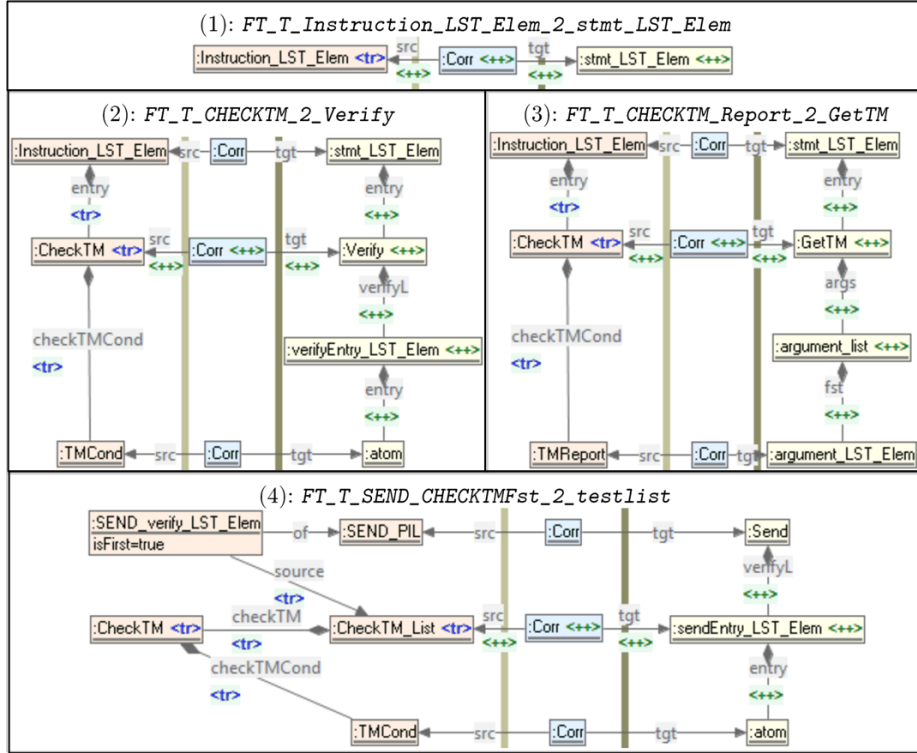 (1): FT_T_Instruction_LST_Elem_2_stmt_LST_Elem
src tgt
:Instruction_LST_Elem <tr> :Corr <++> :stmt_LST_Elem <++>
<++> <++>
(2): FT_T_CHECKTM_2_Verify
:Instruction_LST_Elem src :Corr tgt :stmt_LST_Elem
entry entry
<tr> <++>
src tgt
:CheckTM <tr> :Corr <++> :Verify <++>
<++> <++>
verifyL
<++>
checkTMCond
<tr>
:verifyEntry_LST_Elem <++>
entry
<++>
:TMCond src :Corr tgt :atom
(3): FT_T_CHECKTM_Report_2_GetTM
:Instruction_LST_Elem src :Corr tgt :stmt_LST_Elem
entry entry
<tr> <++>
src tgt
:CheckTM <tr> :Corr <++> :GetTM <++>
<++> <++>
args
<++>
checkTMCond
<tr>
:argument_list <++>
fst
<++>
:TMReport src :Corr tgt :argument_LST_Elem
(4): FT_T_SEND_CHECKTMFst_2_testlist
:SEND_verify_LST_Elem
isFirst=true
of :SEND_PIL src :Corr tgt :Send
source
<tr>
verifyL
<++>
checkTM src tgt
:CheckTM <tr> :CheckTM_List <tr> :Corr <++> :sendEntry_LST_Elem <++>
<tr> <++> <++>
checkTMCond
<tr>
entry
<++>
:TMCond src :Corr tgt :atom